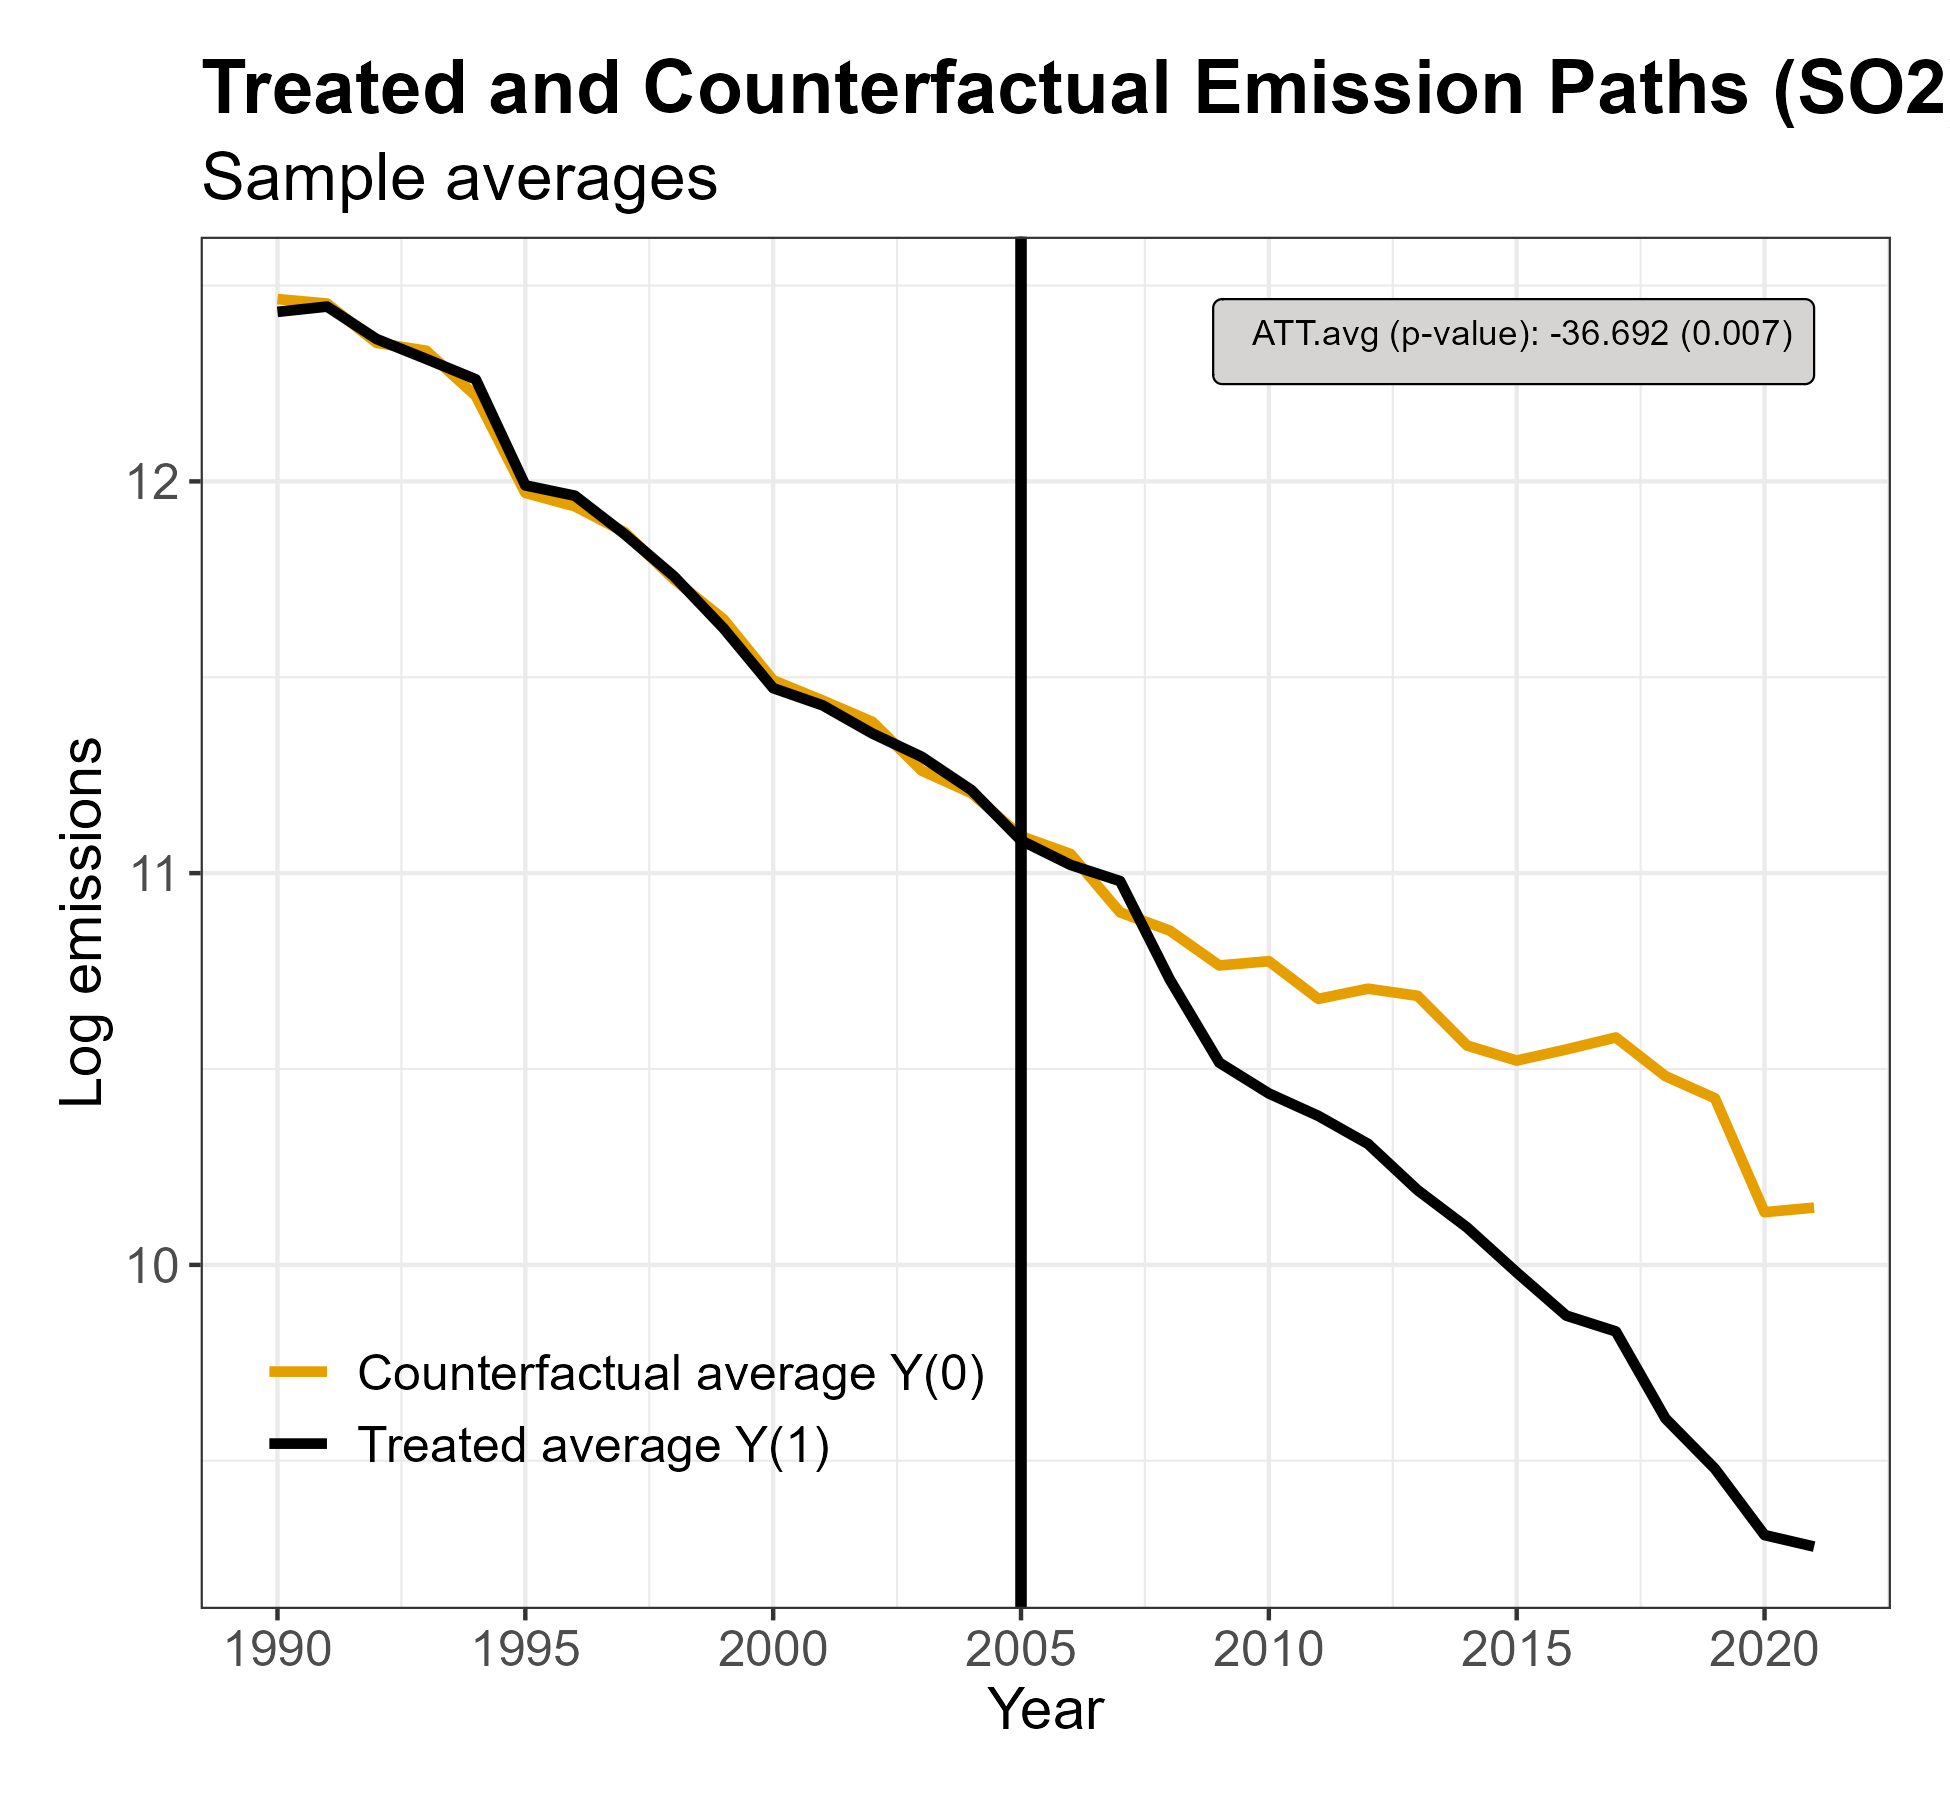 Treated and Counterfactual Emission Paths (SO2
Sample averages
ATT.avg (p-value): -36.692 (0.007)
Log emissions
12
11
10
Counterfactual average Y(0)
Treated average Y(1)
1990 1995 2000 2005 2010 2015 2020
Year